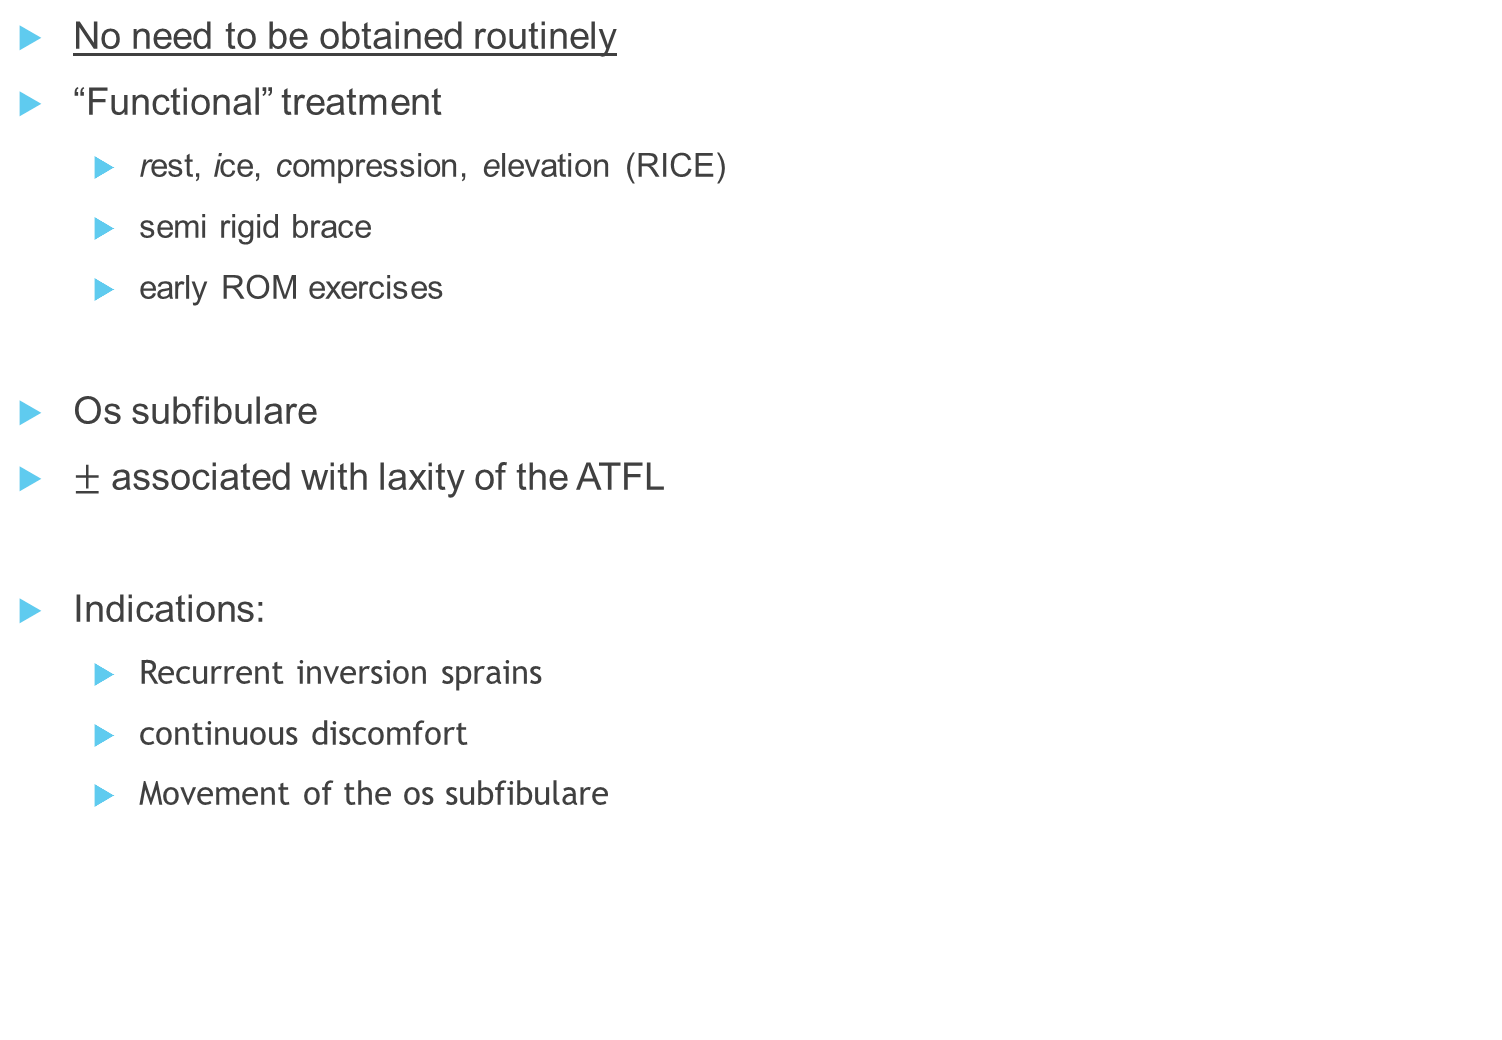 No need to be obtained routinely
“Functional” treatment
rest, ice, compression, elevation (RICE)
semi rigid brace
early ROM exercises
Os subfibulare
± associated with laxity of the ATFL
Indications:
Recurrent inversion sprains
continuous discomfort
Movement of the os subfibulare